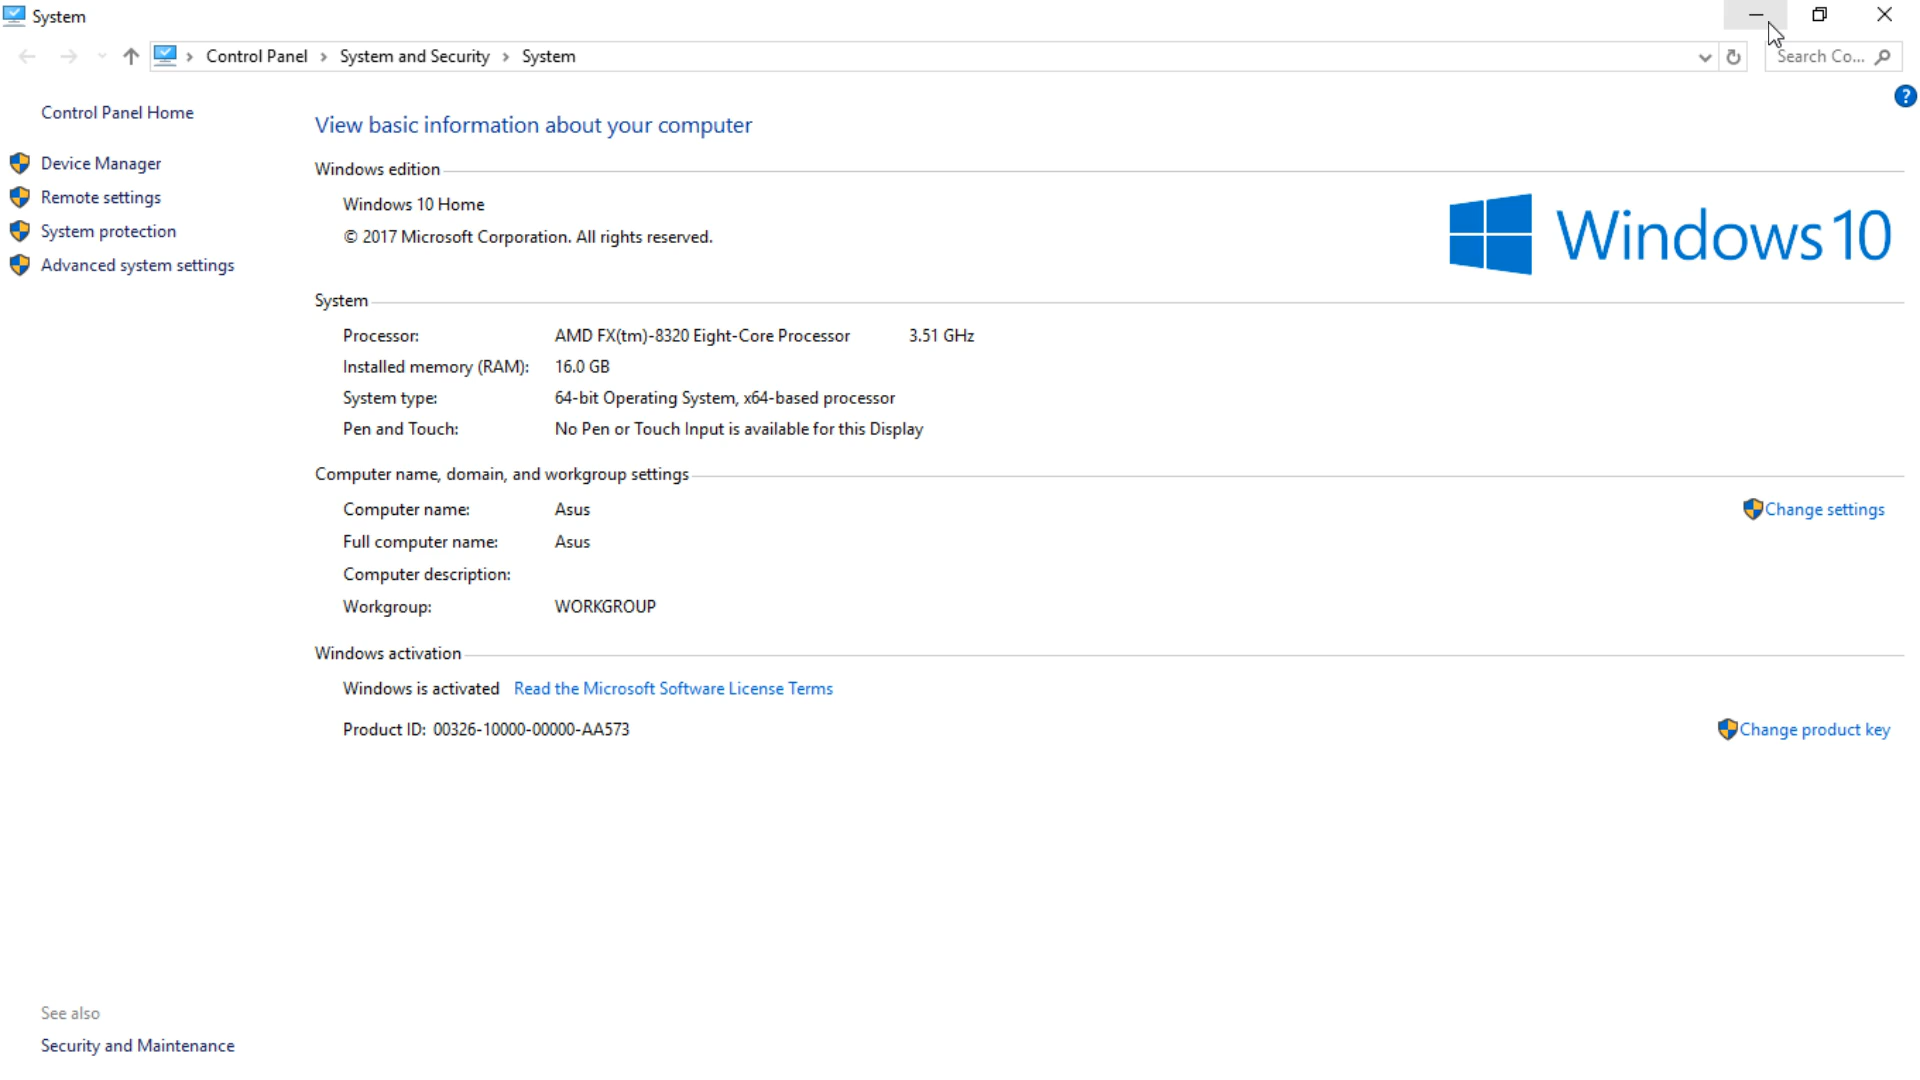 System
Control Panel > System and Security > System
Search Co...
?
Control Panel Home
Device Manager
Remote settings
System protection
Advanced system settings
View basic information about your computer
Windows edition
Windows 10 Home
© 2017 Microsoft Corporation. All rights reserved.
Windows 10
System
Processor: AMD FX(tm)-8320 Eight-Core Processor 3.51 GHz
Installed memory (RAM): 16.0 GB
System type: 64-bit Operating System, x64-based processor
Pen and Touch: No Pen or Touch Input is available for this Display
Computer name, domain, and workgroup settings
Computer name: Asus
Change settings
Full computer name: Asus
Computer description:
Workgroup: WORKGROUP
Windows activation
Windows is activated Read the Microsoft Software License Terms
Product ID: 00326-10000-00000-AA573
Change product key
See also
Security and Maintenance